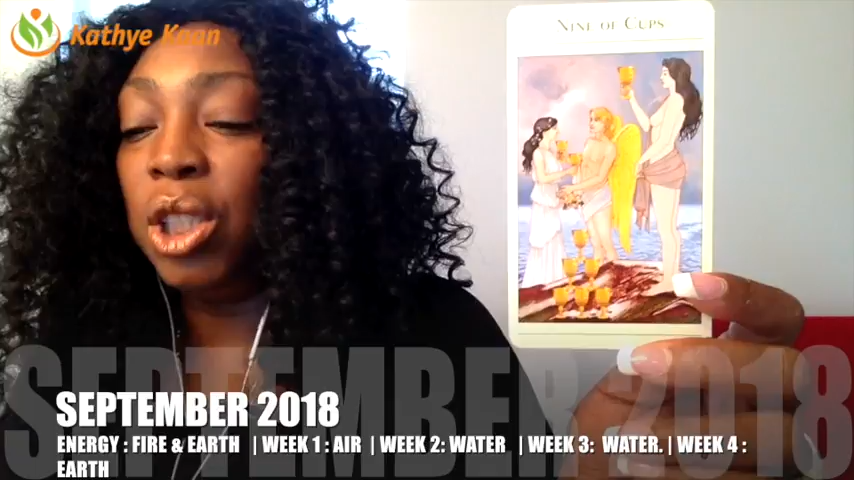 Kathye Kaan
NINE OF CUPS
SEPTEMBER 2018
SEPTEMBER 2018
ENERGY : FIRE & EARTH | WEEK 1 : AIR | WEEK 2: WATER | WEEK 3: WATER. | WEEK 4 :
EARTH